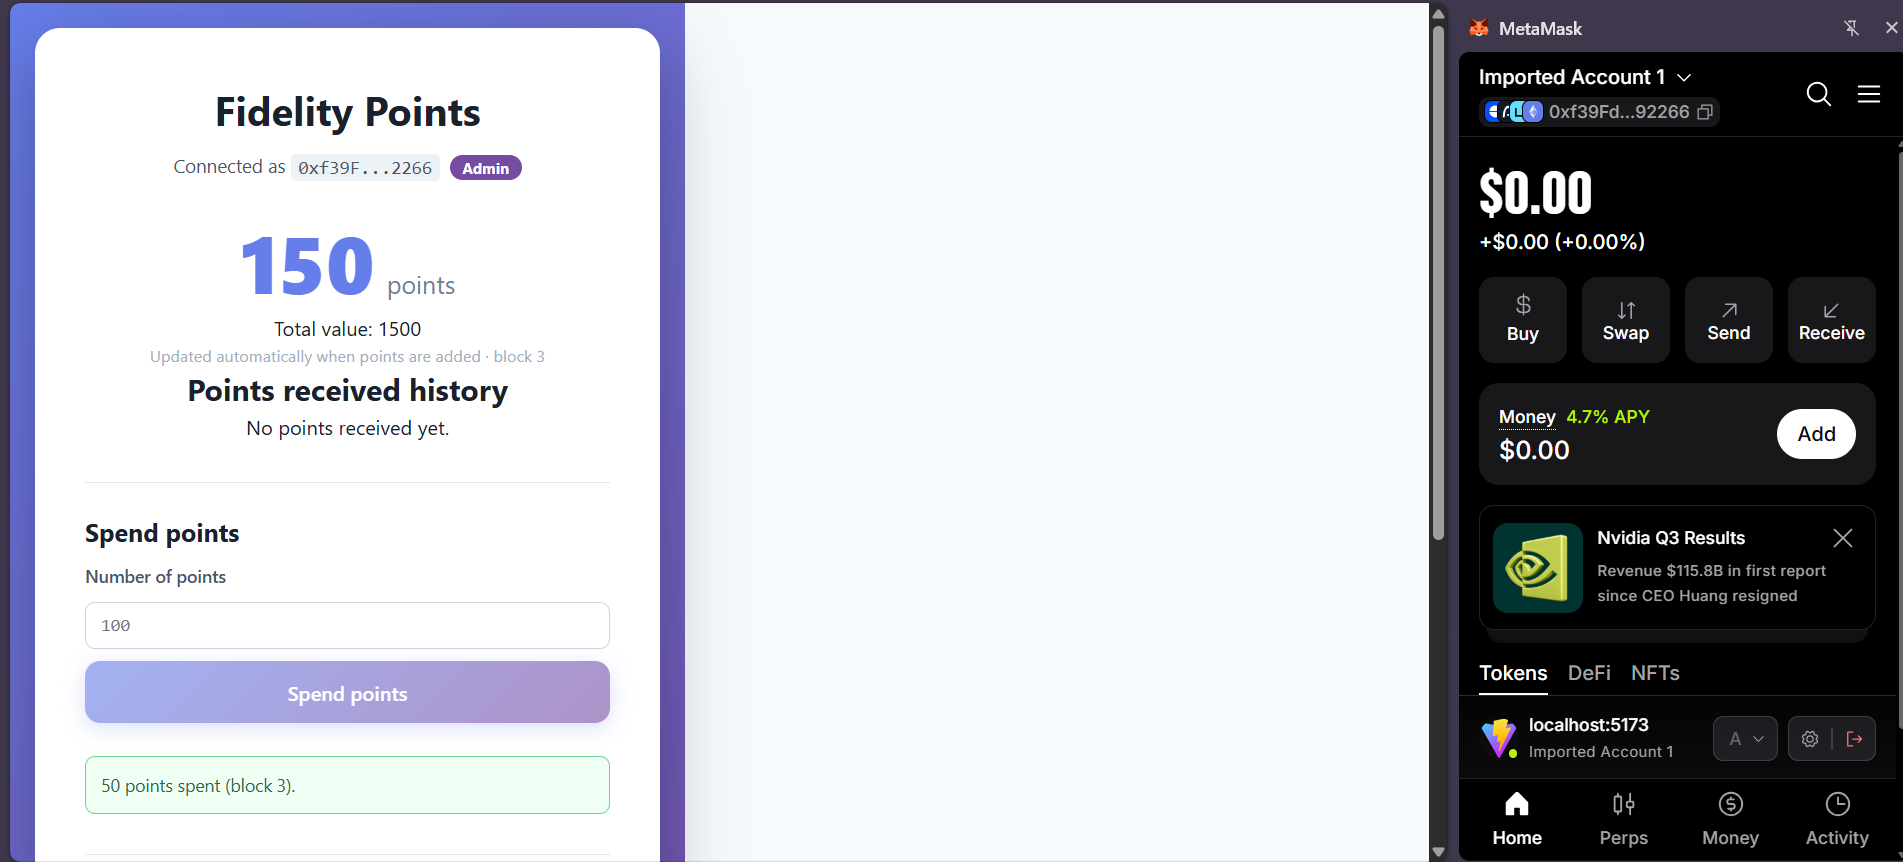 Fidelity Points
Connected as 0xf39F...2266 Admin
150 points
Total value: 1500
Updated automatically when points are added · block 3
Points received history
No points received yet.
Spend points
Number of points
100
Spend points
50 points spent (block 3).
MetaMask
Imported Account 1
0xf39Fd...92266
$0.00
+$0.00 (+0.00%)
Buy
Swap
Send
Receive
Money 4.7% APY
$0.00
Add
Nvidia Q3 Results
Revenue $115.8B in first report
since CEO Huang resigned
Tokens DeFi NFTs
localhost:5173
Imported Account 1
A
Home
Perps
Money
Activity